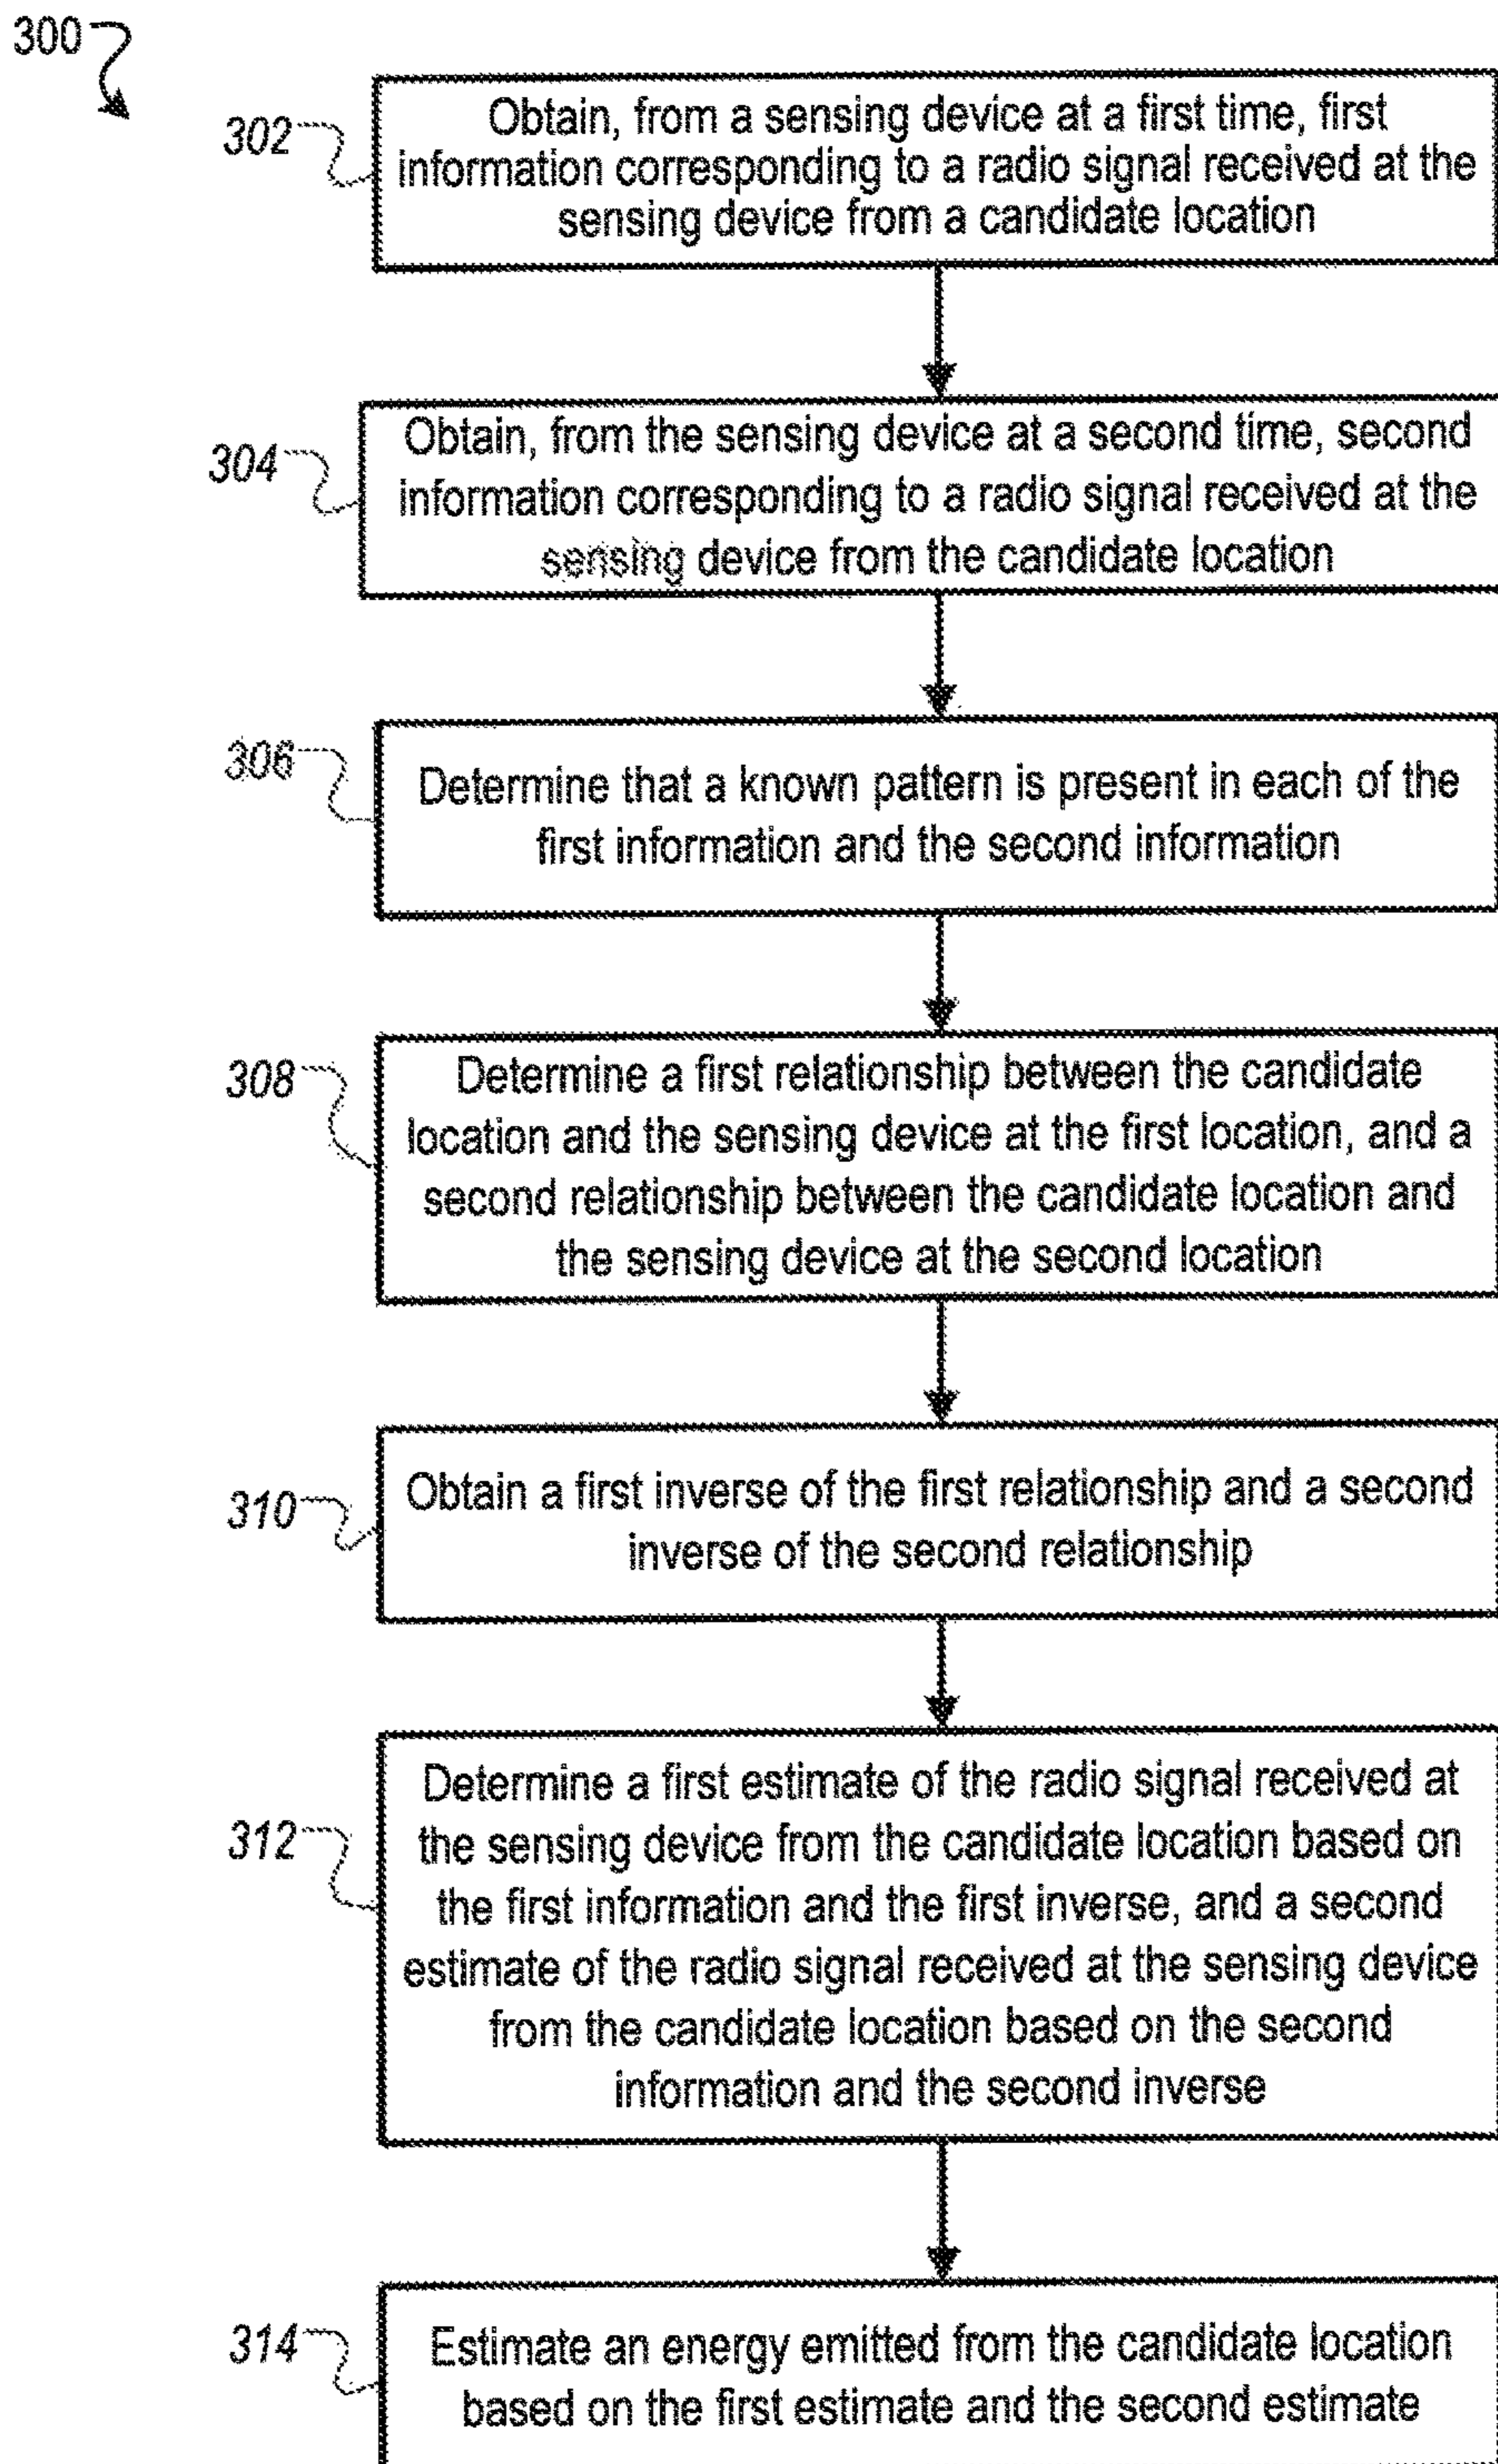 300
302
Obtain, from a sensing device at a first time, first
information corresponding to a radio signal received at the
sensing device from a candidate location
304
Obtain, from the sensing device at a second time, second
information corresponding to a radio signal received at the
sensing device from the candidate location
306
Determine that a known pattern is present in each of the
first information and the second information
308
Determine a first relationship between the candidate
location and the sensing device at the first location, and a
second relationship between the candidate location and
the sensing device at the second location
310
Obtain a first inverse of the first relationship and a second
inverse of the second relationship
312
Determine a first estimate of the radio signal received at
the sensing device from the candidate location based on
the first information and the first inverse, and a second
estimate of the radio signal received at the sensing device
from the candidate location based on the second
information and the second inverse
314
Estimate an energy emitted from the candidate location
based on the first estimate and the second estimate